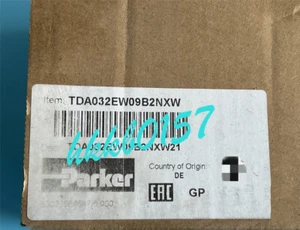 Item: TDA032EW09B2NXW
TDA032EW09B2NXW21
Parker
Country of Origin:
DE
EAC
GP